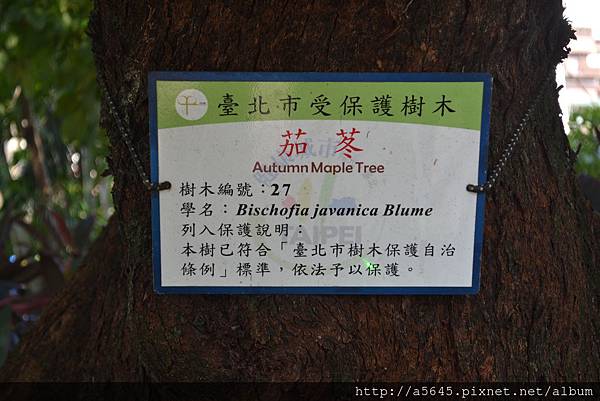 臺北市受保護樹木
茄苳
Autumn Maple Tree
樹木編號：27
學名：Bischofia javanica Blume
列入保護說明：
本樹已符合「臺北市樹木保護自治
條例」標準，依法予以保護。
TAIPEI
http://a5645.pixnet.net/album